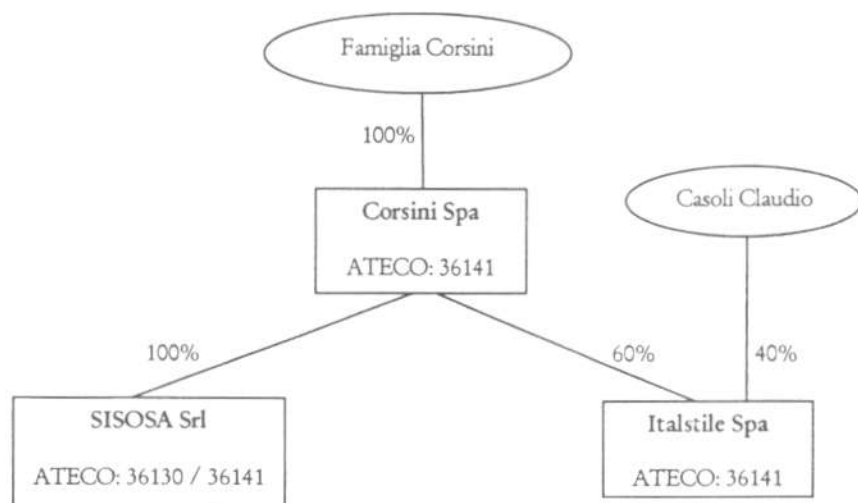 Famiglia Corsini
100%
Corsini Spa
ATECO: 36141
Casoli Claudio
100%
60%
40%
SISOSA Srl
ATECO: 36130 / 36141
Italstile Spa
ATECO: 36141